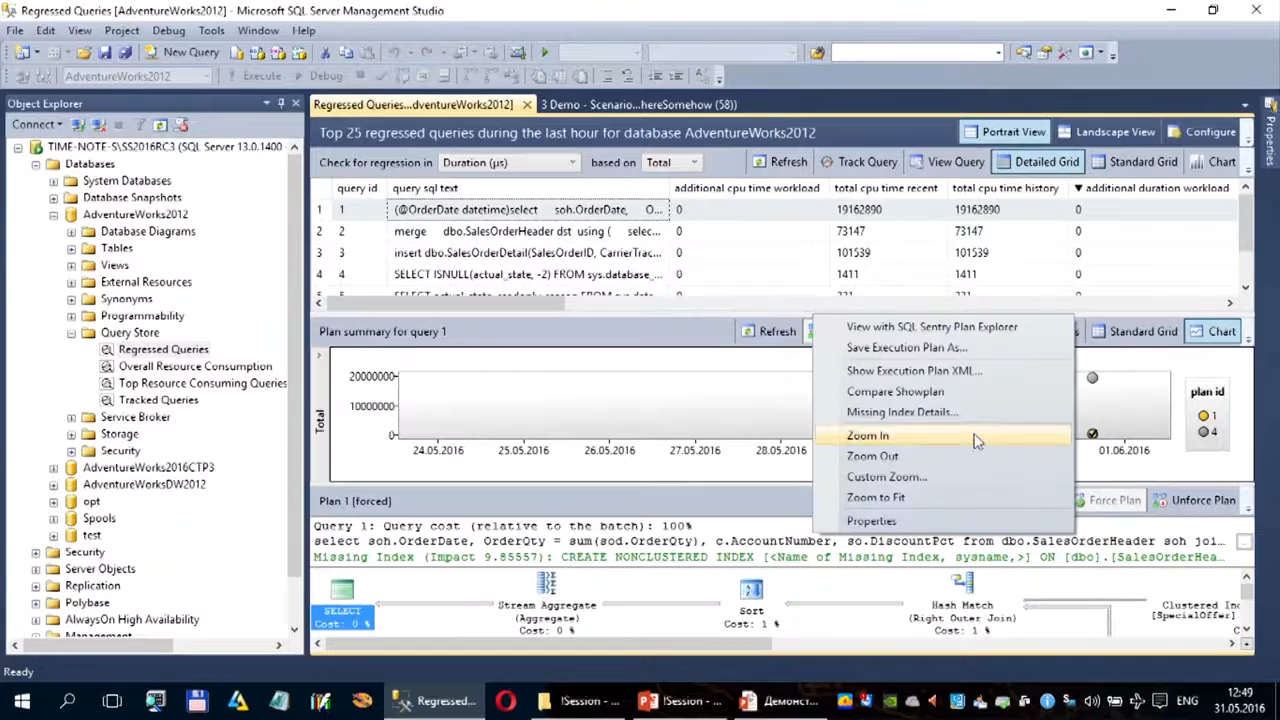 Regressed Queries [AdventureWorks2012] - Microsoft SQL Server Management Studio
File Edit View Project Debug Tools Window Help
New Query
AdventureWorks2012 Execute Debug
Object Explorer
Regressed Queries...dventureWorks2012] 3 Demo - Scenario...hereSomehow (58))
Connect
Top 25 regressed queries during the last hour for database AdventureWorks2012 Portrait View Landscape View Configure
Check for regression in Duration (µs) based on Total Refresh Track Query View Query Detailed Grid Standard Grid Chart
query id query sql text additional cpu time workload total cpu time recent total cpu time history additional duration workload
1 1 (@OrderDate datetime)select soh.OrderDate, O... 0 19162890 19162890 0
2 2 merge dbo.SalesOrderHeader dst using ( selec... 0 73147 73147 0
3 3 insert dbo.SalesOrderDetail(SalesOrderID, CarrierTrac... 0 101539 101539 0
4 4 SELECT ISNULL(actual_state, -2) FROM sys.database_... 0 1411 1411 0
TIME-NOTE-S\SS2016RC3 (SQL Server 13.0.1400
Databases
System Databases
Database Snapshots
AdventureWorks2012
Database Diagrams
Tables
Views
External Resources
Synonyms
Programmability
Query Store
Regressed Queries
Overall Resource Consumption
Top Resource Consuming Queries
Tracked Queries
Service Broker
Storage
Security
AdventureWorks2016CTP3
AdventureWorksDW2012
opt
Spools
test
Security
Server Objects
Replication
Polybase
AlwaysOn High Availability
Management
Plan summary for query 1 Refresh Standard Grid Chart
View with SQL Sentry Plan Explorer
Save Execution Plan As...
Show Execution Plan XML...
Compare Showplan
Missing Index Details...
Zoom In
Zoom Out
Custom Zoom...
Zoom to Fit
Properties
Total
20000000
10000000
0
24.05.2016 26.05.2016 27.05.2016 28.05.2016 01.06.2016
plan id
1
4
Plan 1 [forced] Force Plan Unforce Plan
Query 1: Query cost (relative to the batch): 100%
select soh.OrderDate, OrderQty = sum(sod.OrderQty), c.AccountNumber, so.DiscountPct from dbo.SalesOrderHeader soh joi...
Missing Index (Impact 9.85557): CREATE NONCLUSTERED INDEX [<Name of Missing Index, sysname,>] ON [dbo].[SalesOrderHea...
SELECT
Cost: 0 %
Stream Aggregate
(Aggregate)
Cost: 0 %
Sort
Cost: 1 %
Hash Match
(Right Outer Join)
Cost: 1 %
Clustered Ind
[SpecialOffer]
Properties
Ready
Regressed... !Session - ... !Session - ... Демонст... ENG 12:49
31.05.2016